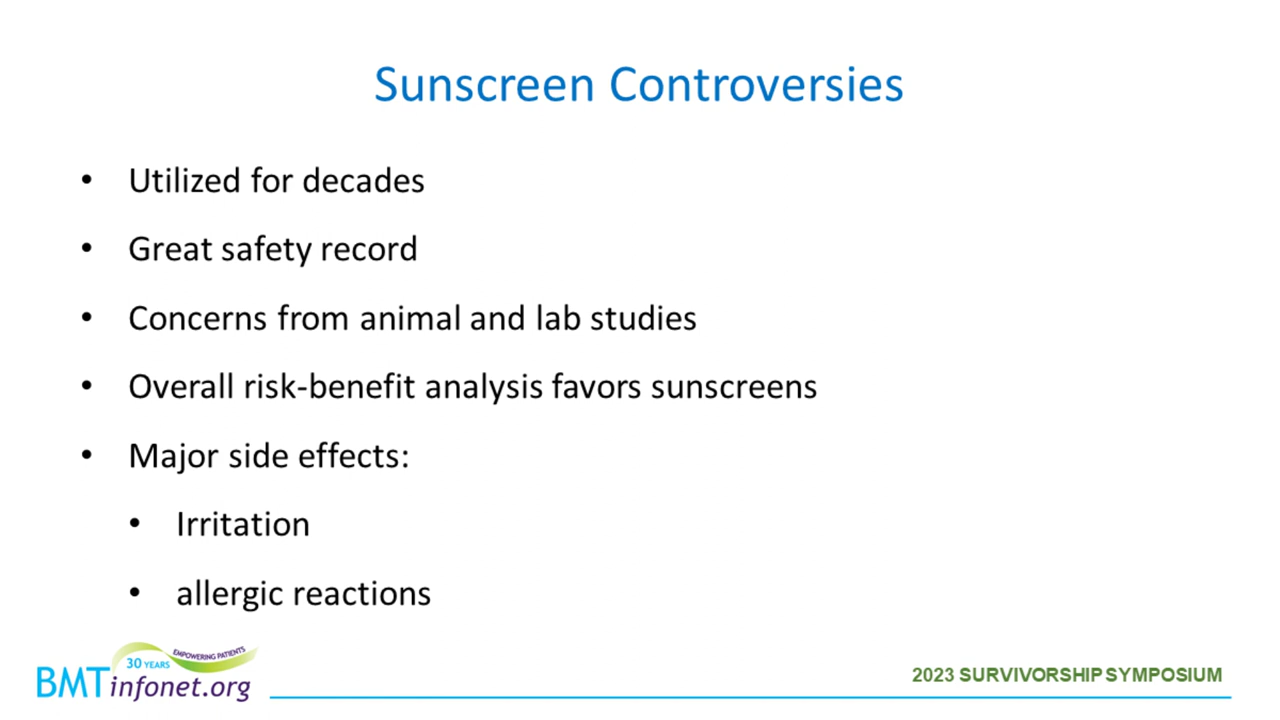 Sunscreen Controversies
• Utilized for decades
• Great safety record
• Concerns from animal and lab studies
• Overall risk-benefit analysis favors sunscreens
• Major side effects:
• Irritation
• allergic reactions
30 YEARS EMPOWERING PATIENTS
BMTinfonet.org
2023 SURVIVORSHIP SYMPOSIUM